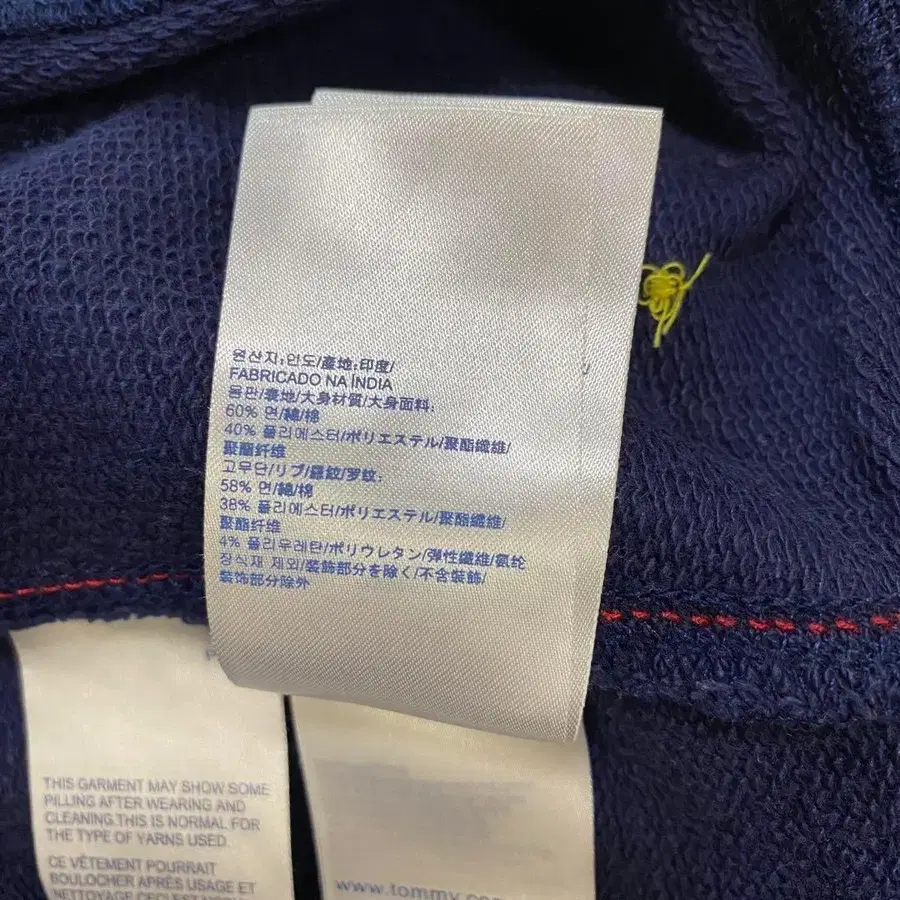 원산지:인도/產地:印度/
FABRICADO NA ÍNDIA
몸판/裏地/大身材質/大身面料:
60% 면/綿/棉
40% 폴리에스터/ポリエステル/聚酯纖維/
聚酯纤维
고무단/リブ/羅紋/罗纹:
58% 면/綿/棉
38% 폴리에스터/ポリエステル/聚酯纖維/
聚酯纤维
4% 폴리우레탄/ポリウレタン/彈性纖維/氨纶
장식재 제외/装飾部分を除く/不含裝飾/
装饰部分除外
THIS GARMENT MAY SHOW SOME
PILLING AFTER WEARING AND
CLEANING.THIS IS NORMAL FOR
THE TYPE OF YARNS USED.
CE VÊTEMENT POURRAIT
BOULOCHER APRÈS USAGE ET
NETTOYAGE CECI EST
www.tommy.co